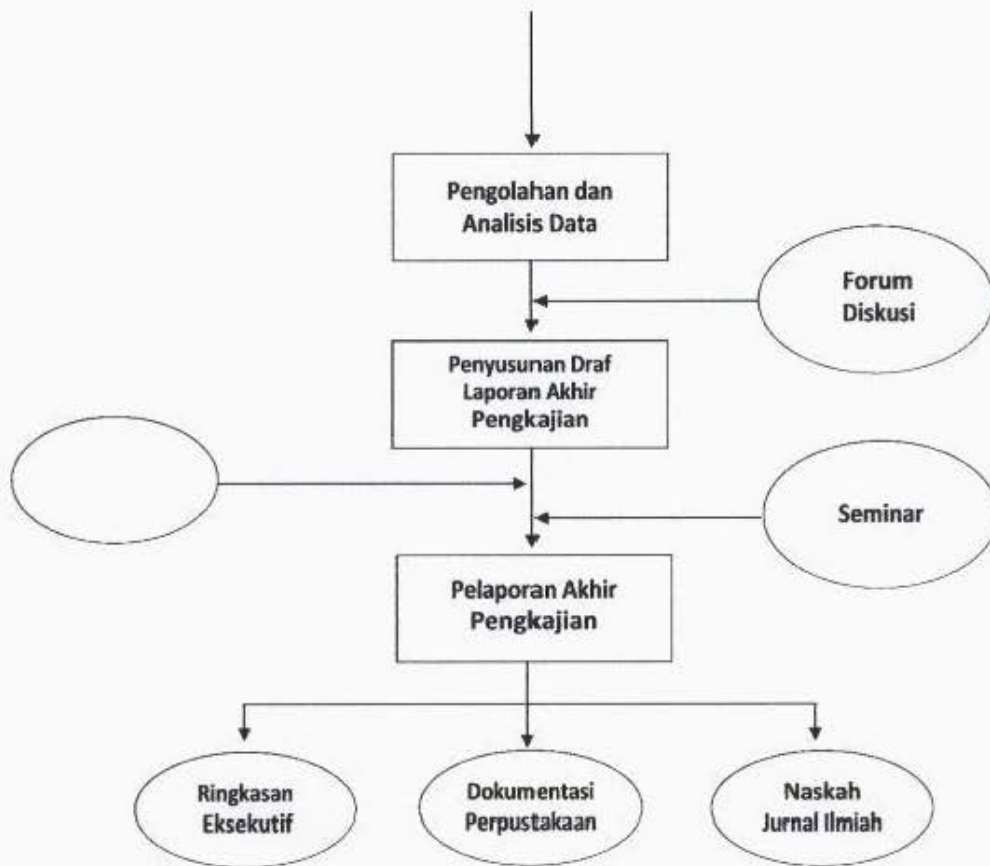 Pengolahan dan
Analisis Data
Forum
Diskusi
Penyusunan Draf
Laporan Akhir
Pengkajian
Seminar
Pelaporan Akhir
Pengkajian
Ringkasan
Eksekutif
Dokumentasi
Perpustakaan
Naskah
Jurnal Ilmiah